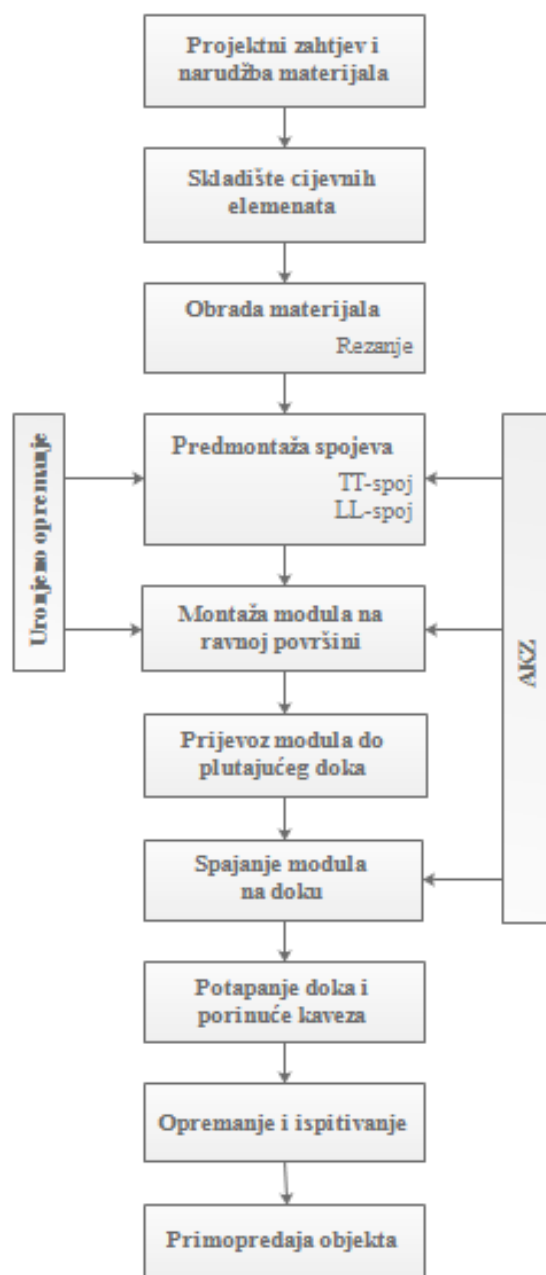 Projektni zahtjev i
narudžba materijala
Skladište cijevnih
elemenata
Obrada materijala
Rezanje
Uronjeno opremanje
Predmontaža spojeva
TT-spoj
LL-spoj
AKZ
Montaža modula na
ravnoj površini
Prijevoz modula do
plutajućeg doka
Spajanje modula
na doku
Potapanje doka i
porinuće kaveza
Opremanje i ispitivanje
Primopredaja objekta